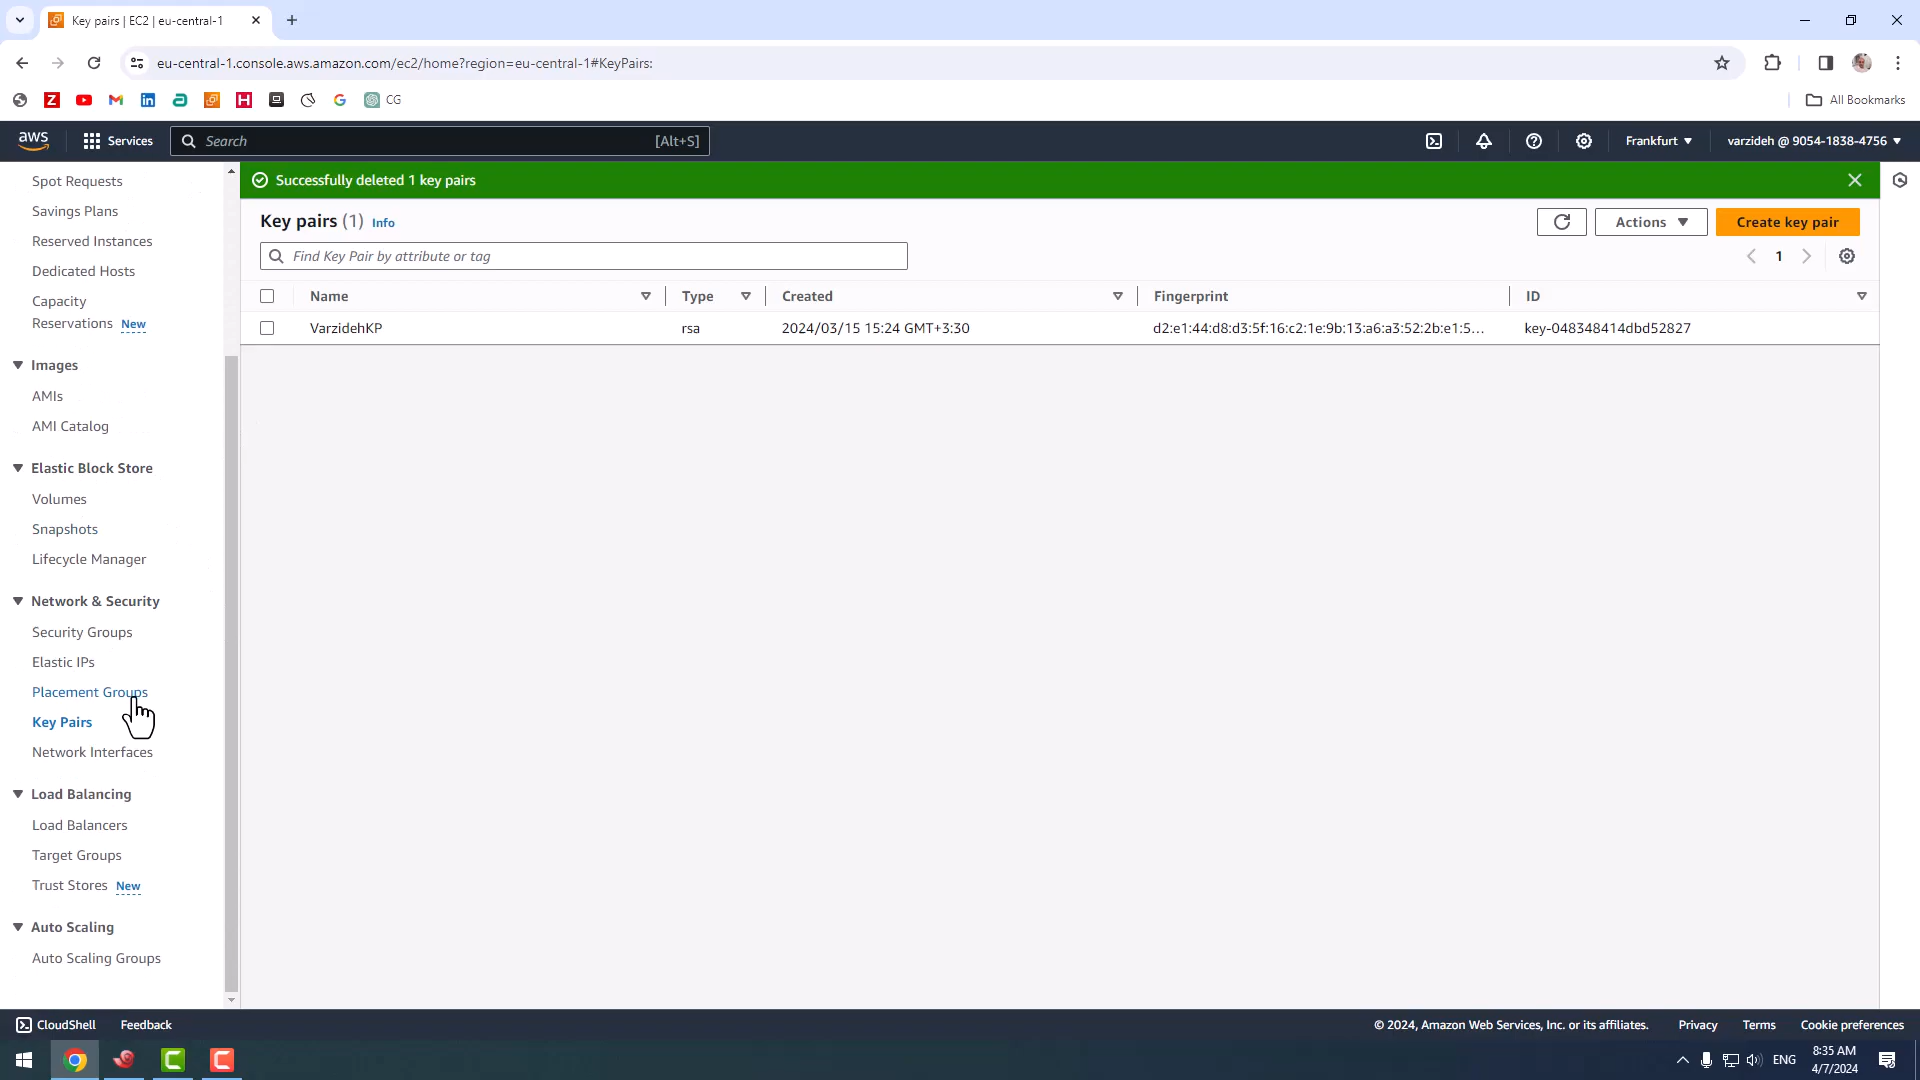 Key pairs | EC2 | eu-central-1
eu-central-1.console.aws.amazon.com/ec2/home?region=eu-central-1#KeyPairs:
CG
All Bookmarks
aws
Services
Search
[Alt+S]
Frankfurt
varzideh @ 9054-1838-4756
Spot Requests
Savings Plans
Reserved Instances
Dedicated Hosts
Capacity
Reservations New
Images
AMIs
AMI Catalog
Elastic Block Store
Volumes
Snapshots
Lifecycle Manager
Network & Security
Security Groups
Elastic IPs
Placement Groups
Key Pairs
Network Interfaces
Load Balancing
Load Balancers
Target Groups
Trust Stores New
Auto Scaling
Auto Scaling Groups
Successfully deleted 1 key pairs
Key pairs (1) Info
Actions
Create key pair
Find Key Pair by attribute or tag
1
Name Type Created Fingerprint ID
VarzidehKP rsa 2024/03/15 15:24 GMT+3:30 d2:e1:44:d8:d3:5f:16:c2:1e:9b:13:a6:a3:52:2b:e1:5... key-048348414dbd52827
CloudShell Feedback
© 2024, Amazon Web Services, Inc. or its affiliates. Privacy Terms Cookie preferences
ENG
8:35 AM
4/7/2024